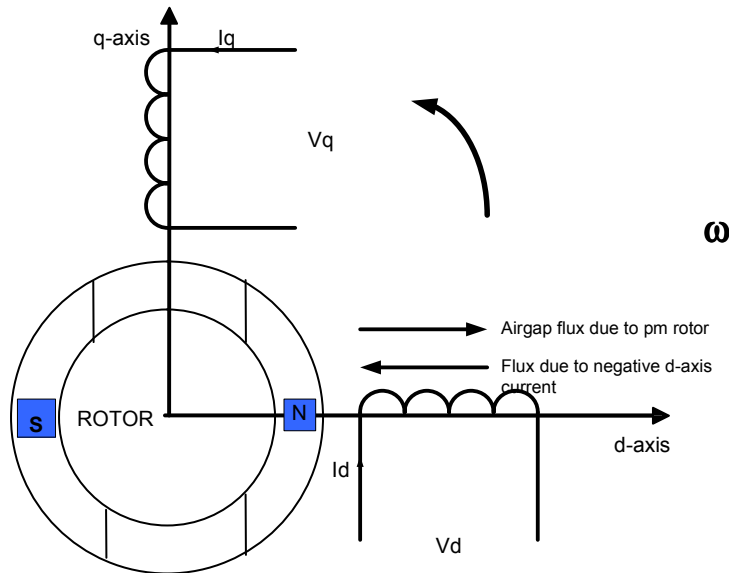 q-axis
Iq
Vq
ω
Airgap flux due to pm rotor
Flux due to negative d-axis
current
S
ROTOR
N
d-axis
Id
Vd